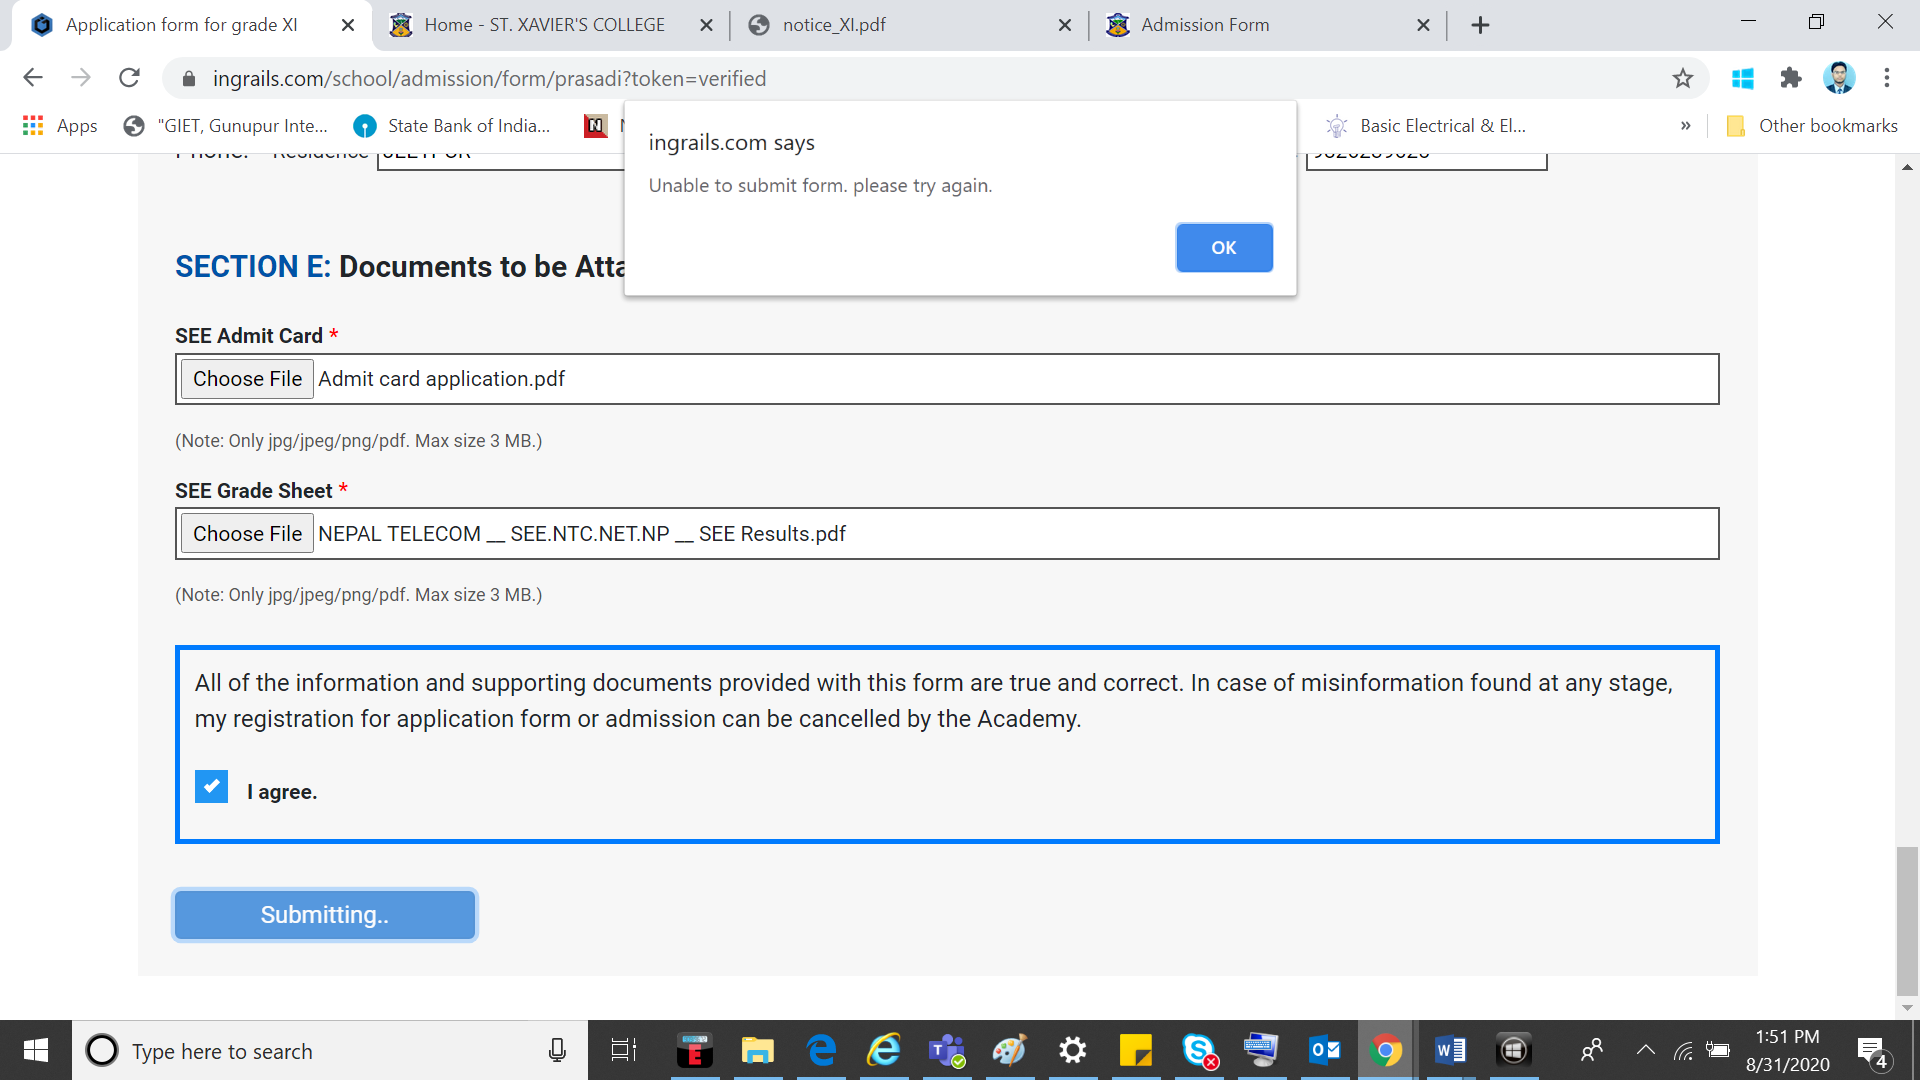 Application form for grade XI
Home - ST. XAVIER'S COLLEGE
notice_XI.pdf
Admission Form
ingrails.com/school/admission/form/prasadi?token=verified
Apps
"GIET, Gunupur Inte...
State Bank of India...
N
Basic Electrical & El...
»
Other bookmarks
ingrails.com says
Unable to submit form. please try again.
OK
SECTION E: Documents to be Atta
SEE Admit Card *
Choose File Admit card application.pdf
(Note: Only jpg/jpeg/png/pdf. Max size 3 MB.)
SEE Grade Sheet *
Choose File NEPAL TELECOM __ SEE.NTC.NET.NP __ SEE Results.pdf
(Note: Only jpg/jpeg/png/pdf. Max size 3 MB.)
All of the information and supporting documents provided with this form are true and correct. In case of misinformation found at any stage,
my registration for application form or admission can be cancelled by the Academy.
I agree.
Submitting..
Type here to search
1:51 PM
8/31/2020
4